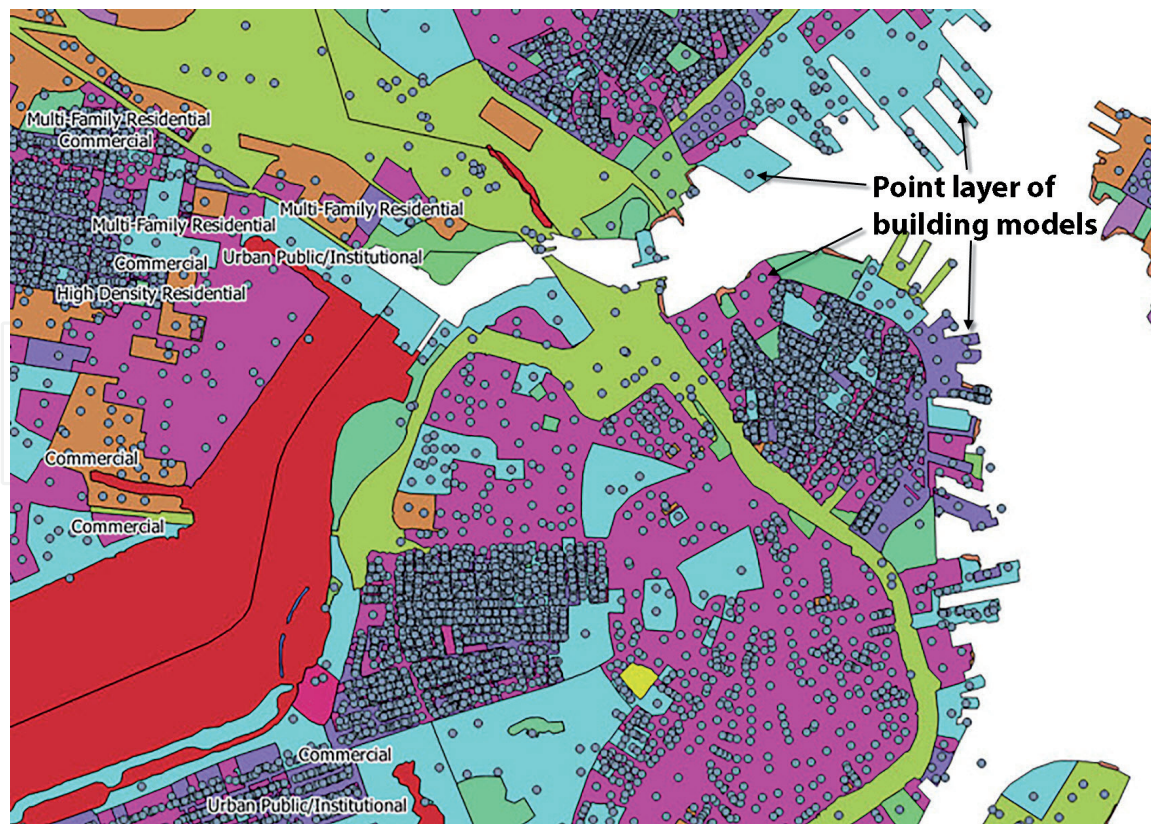 Multi-Family Residential
Commercial
Point layer of
building models
Multi-Family Residential
Multi-Family Residential
Commercial
Urban Public/Institutional
High Density Residential
Commercial
Commercial
Commercial
Urban Public/Institutional